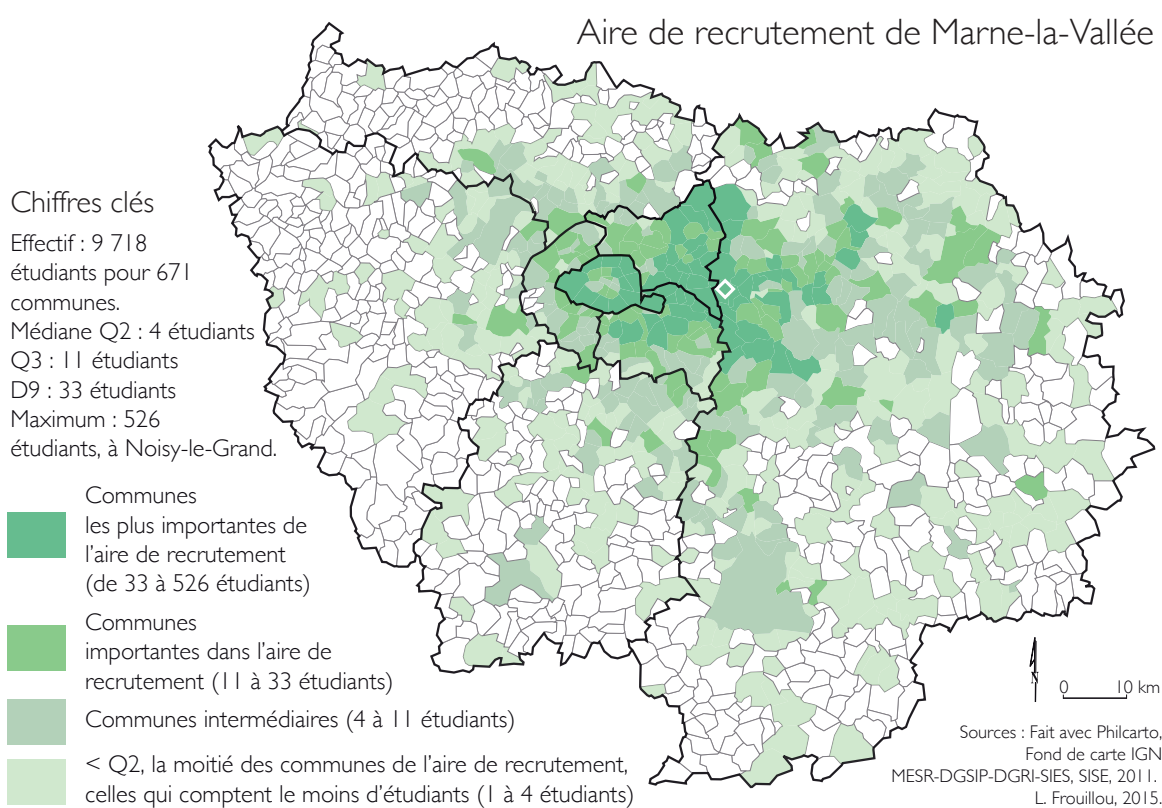 Aire de recrutement de Marne-la-Vallée
Chiffres clés
Effectif : 9 718
étudiants pour 671
communes.
Médiane Q2 : 4 étudiants
Q3 : 11 étudiants
D9 : 33 étudiants
Maximum : 526
étudiants, à Noisy-le-Grand.
Communes
les plus importantes de
l'aire de recrutement
(de 33 à 526 étudiants)
Communes
importantes dans l'aire de
recrutement (11 à 33 étudiants)
Communes intermédiaires (4 à 11 étudiants)
< Q2, la moitié des communes de l'aire de recrutement,
celles qui comptent le moins d'étudiants (1 à 4 étudiants)
N
0 10 km
Sources : Fait avec Philcarto,
Fond de carte IGN
MESR-DGSIP-DGRI-SIES, SISE, 2011.
L. Frouillou, 2015.